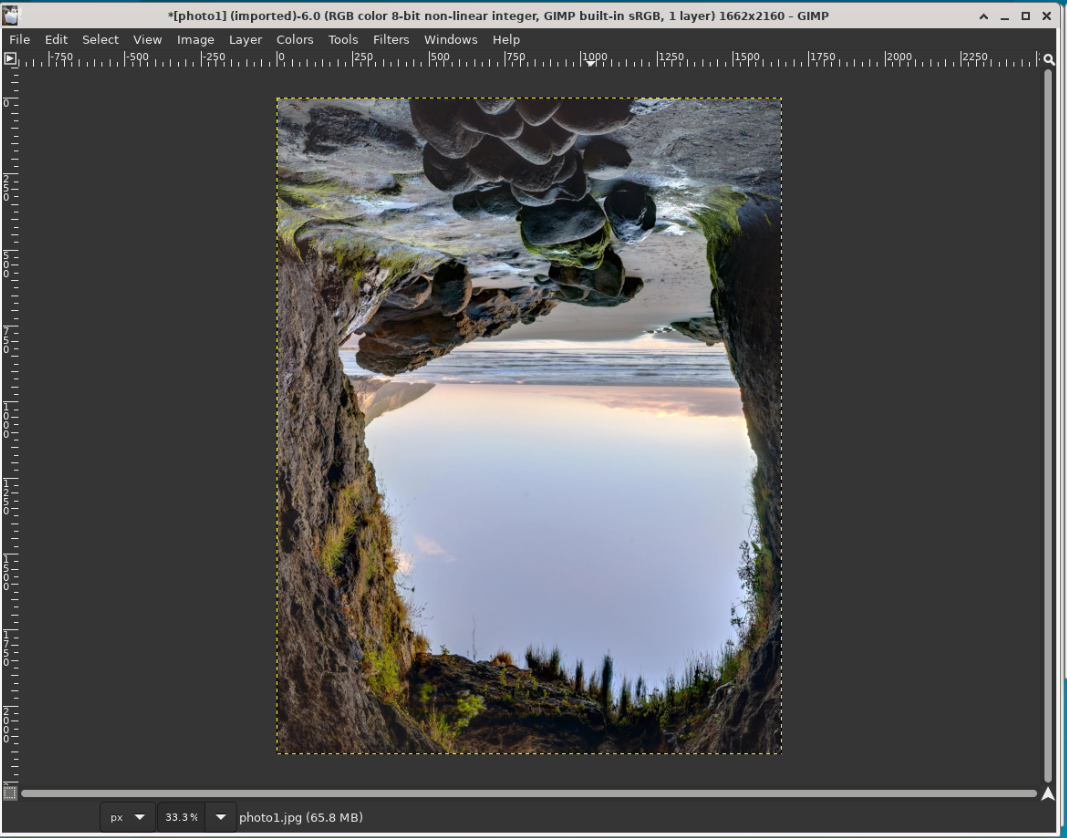 *[photo1] (imported)-6.0 (RGB color 8-bit non-linear integer, GIMP built-in sRGB, 1 layer) 1662x2160 – GIMP
File Edit Select View Image Layer Colors Tools Filters Windows Help
-750 -500 -250 0 250 500 750 1000 1250 1500 1750 2000 2250
0
250
500
750
1000
1250
1500
1750
2000
px 33.3 % photo1.jpg (65.8 MB)